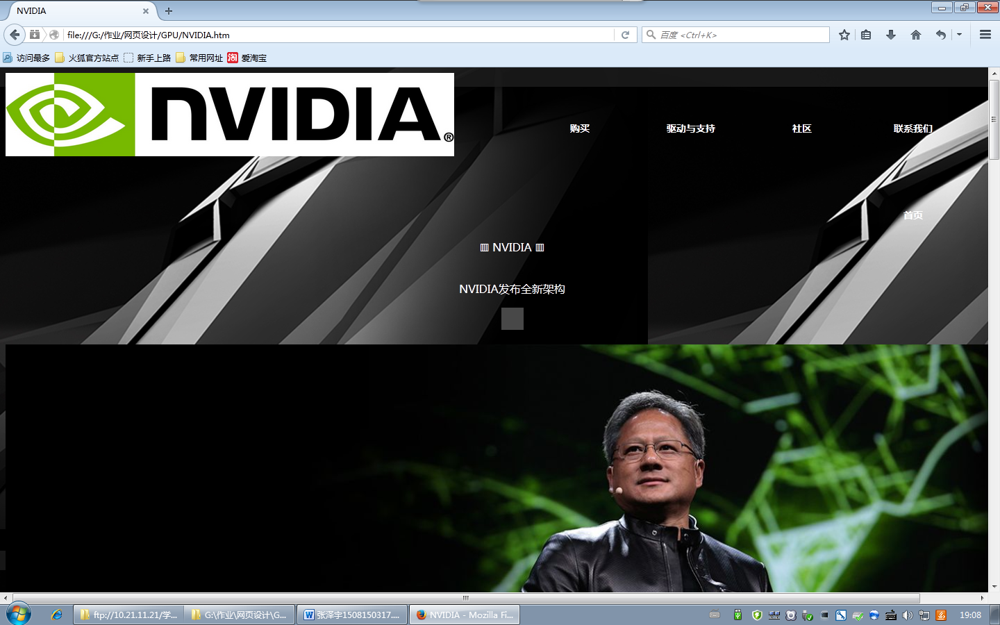 NVIDIA
file:///G:/作业/网页设计/GPU/NVIDIA.htm
百度 <Ctrl+K>
访问最多 火狐官方站点 新手上路 常用网址 淘 爱淘宝
NVIDIA®
购买 驱动与支持 社区 联系我们
首页
▥ NVIDIA ▥
NVIDIA发布全新架构
ftp://10.21.11.21/学... G:\作业\网页设计\G... 张泽宇1508150317.... NVIDIA - Mozilla Fi... 19:08